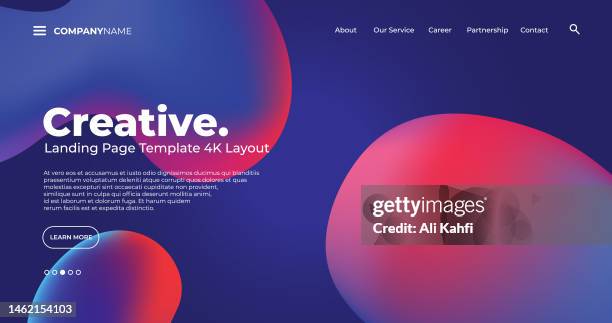 COMPANYNAME
About Our Service Career Partnership Contact
Creative.
Landing Page Template 4K Layout
At vero eos et accusamus et iusto odio dignissimos ducimus qui blanditiis
praesentium voluptatum deleniti atque corrupti quos dolores et quas
molestias excepturi sint occaecati cupiditate non provident,
similique sunt in culpa qui officia deserunt mollitia animi,
id est laborum et dolorum fuga. Et harum quidem
rerum facilis est et expedita distinctio.
LEARN MORE
gettyimages
Ali Kahfi
1462154103